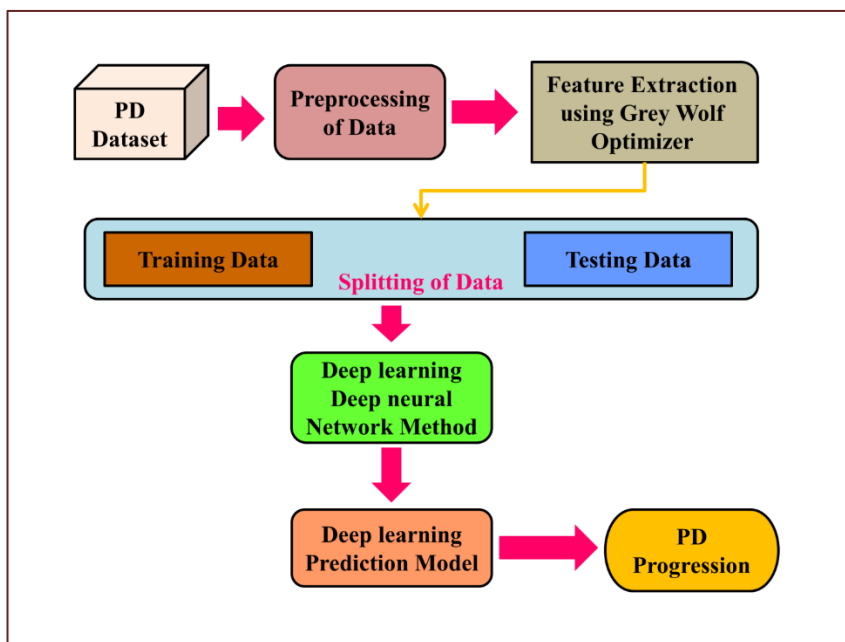 PD
Dataset
Preprocessing
of Data
Feature Extraction
using Grey Wolf
Optimizer
Training Data
Testing Data
Splitting of Data
Deep learning
Deep neural
Network Method
Deep learning
Prediction Model
PD
Progression